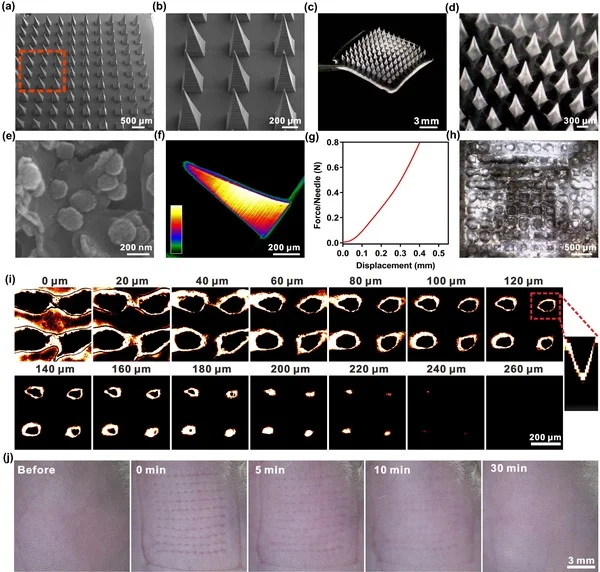 (a)
500 μm
(b)
200 μm
(c)
3 mm
(d)
300 μm
(e)
200 nm
(f)
200 μm
(g)
Force/Needle (N)
0.8
0.6
0.4
0.2
0.0
0.0 0.1 0.2 0.3 0.4 0.5
Displacement (mm)
(h)
500 μm
(i)
0 μm 20 μm 40 μm 60 μm 80 μm 100 μm 120 μm
140 μm 160 μm 180 μm 200 μm 220 μm 240 μm 260 μm
200 μm
(j)
Before 0 min 5 min 10 min 30 min
3 mm